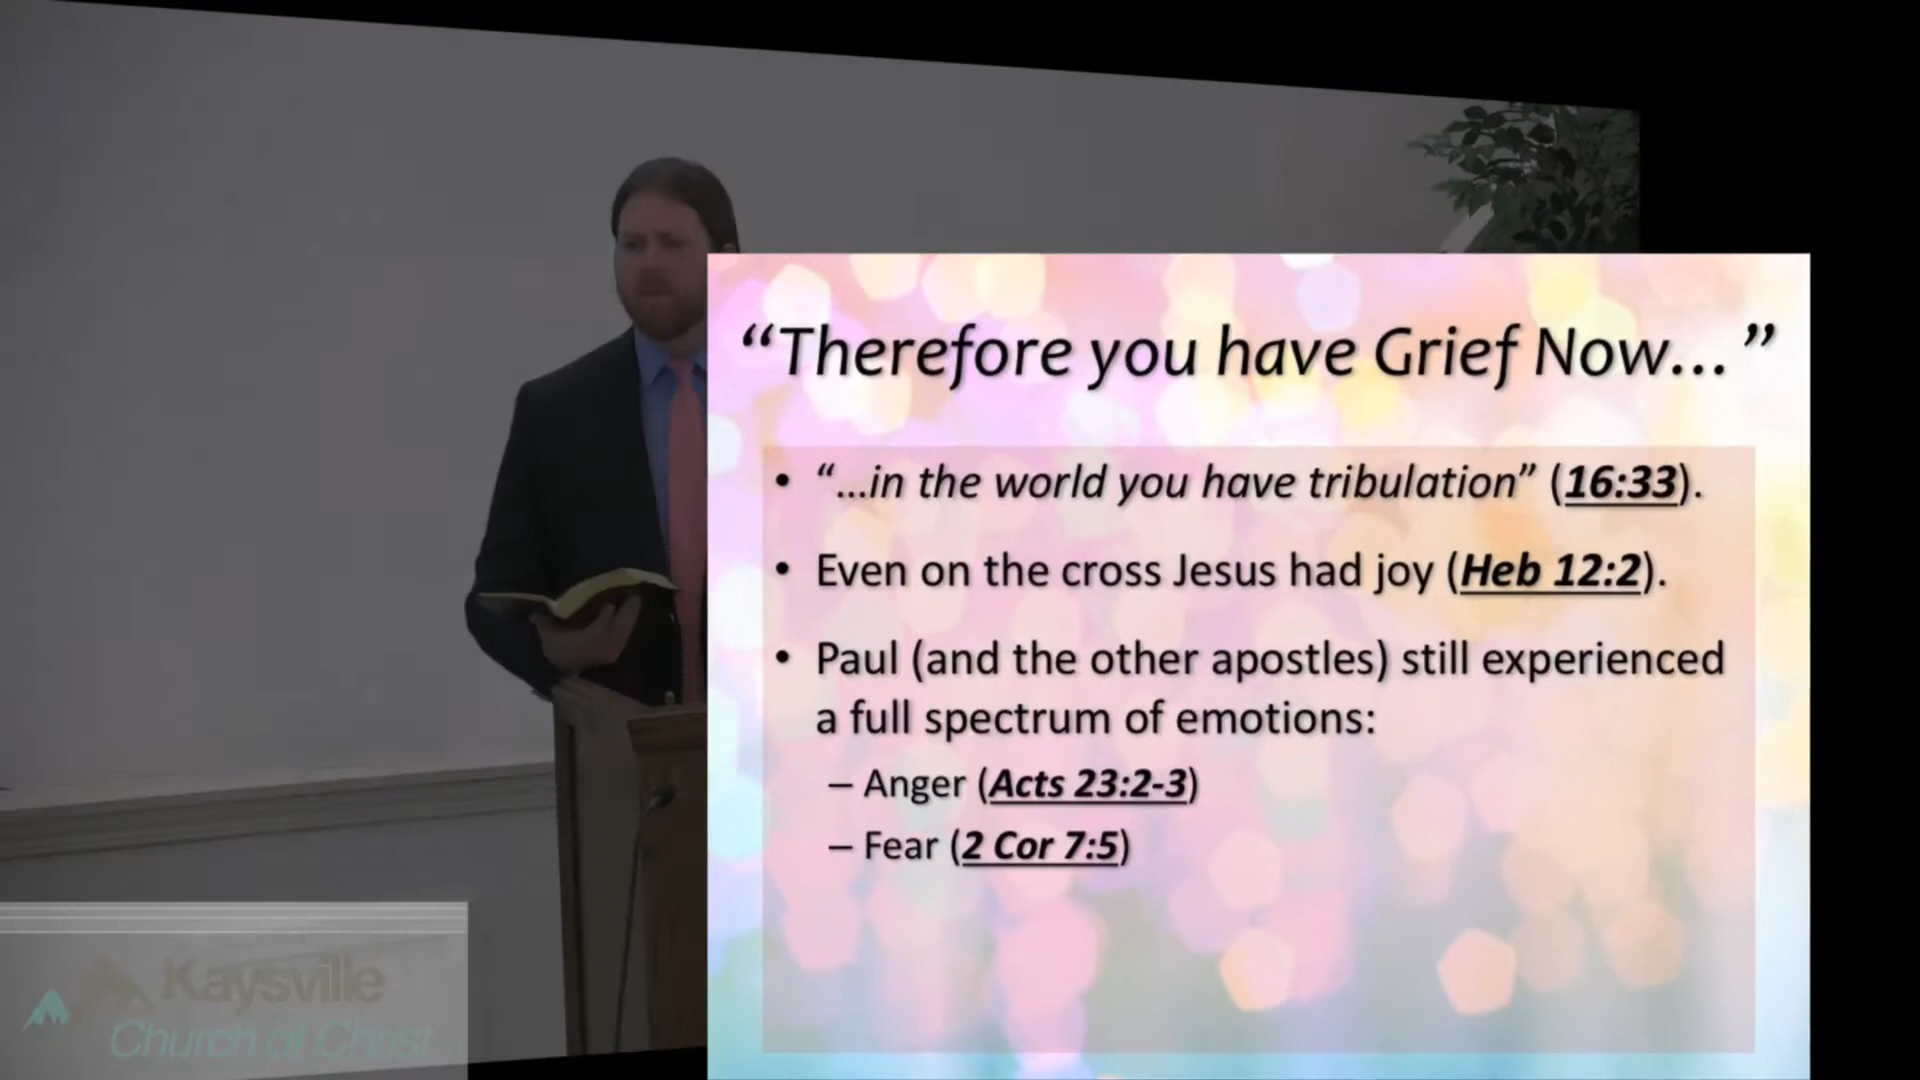 “Therefore you have Grief Now…”
• “…in the world you have tribulation” (16:33).
• Even on the cross Jesus had joy (Heb 12:2).
• Paul (and the other apostles) still experienced
a full spectrum of emotions:
– Anger (Acts 23:2-3)
– Fear (2 Cor 7:5)
Kaysville
Church of Christ